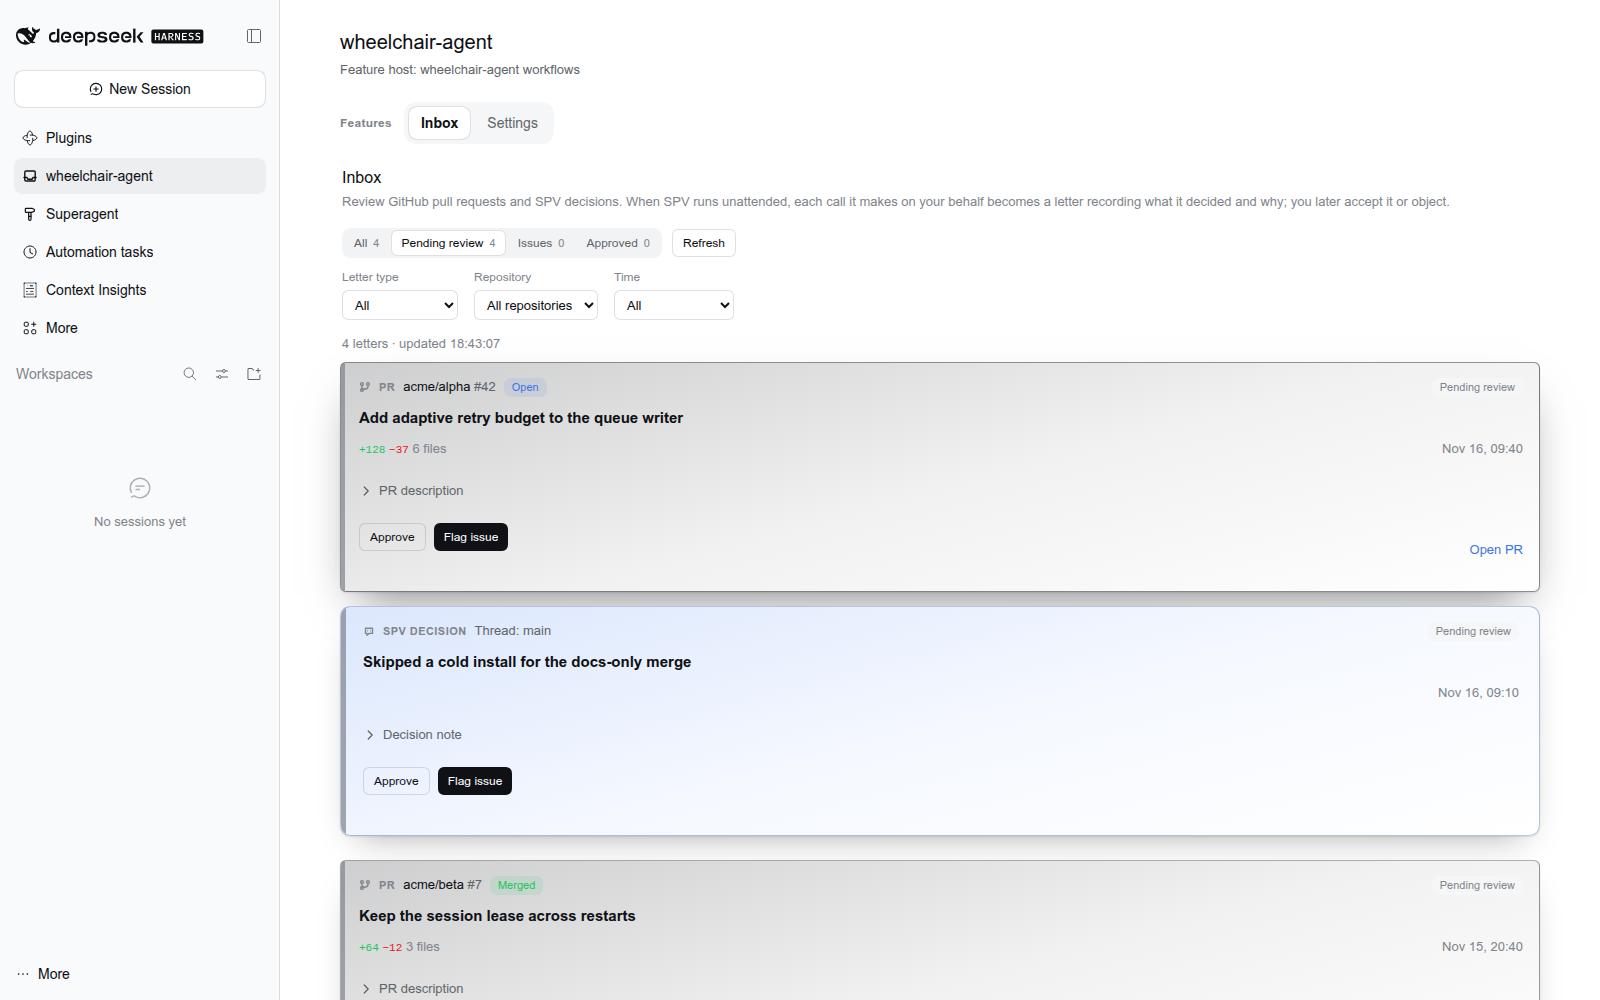 deepseek HARNESS
New Session
Plugins
wheelchair-agent
Superagent
Automation tasks
Context Insights
More
Workspaces
No sessions yet
More
wheelchair-agent
Feature host: wheelchair-agent workflows
Features Inbox Settings
Inbox
Review GitHub pull requests and SPV decisions. When SPV runs unattended, each call it makes on your behalf becomes a letter recording what it decided and why; you later accept it or object.
All 4 Pending review 4 Issues 0 Approved 0 Refresh
Letter type Repository Time
All All repositories All
4 letters · updated 18:43:07
PR acme/alpha #42 Open Pending review
Add adaptive retry budget to the queue writer
+128 −37 6 files Nov 16, 09:40
PR description
Approve Flag issue
Open PR
SPV DECISION Thread: main Pending review
Skipped a cold install for the docs-only merge
Nov 16, 09:10
Decision note
Approve Flag issue
PR acme/beta #7 Merged Pending review
Keep the session lease across restarts
+64 −12 3 files Nov 15, 20:40
PR description